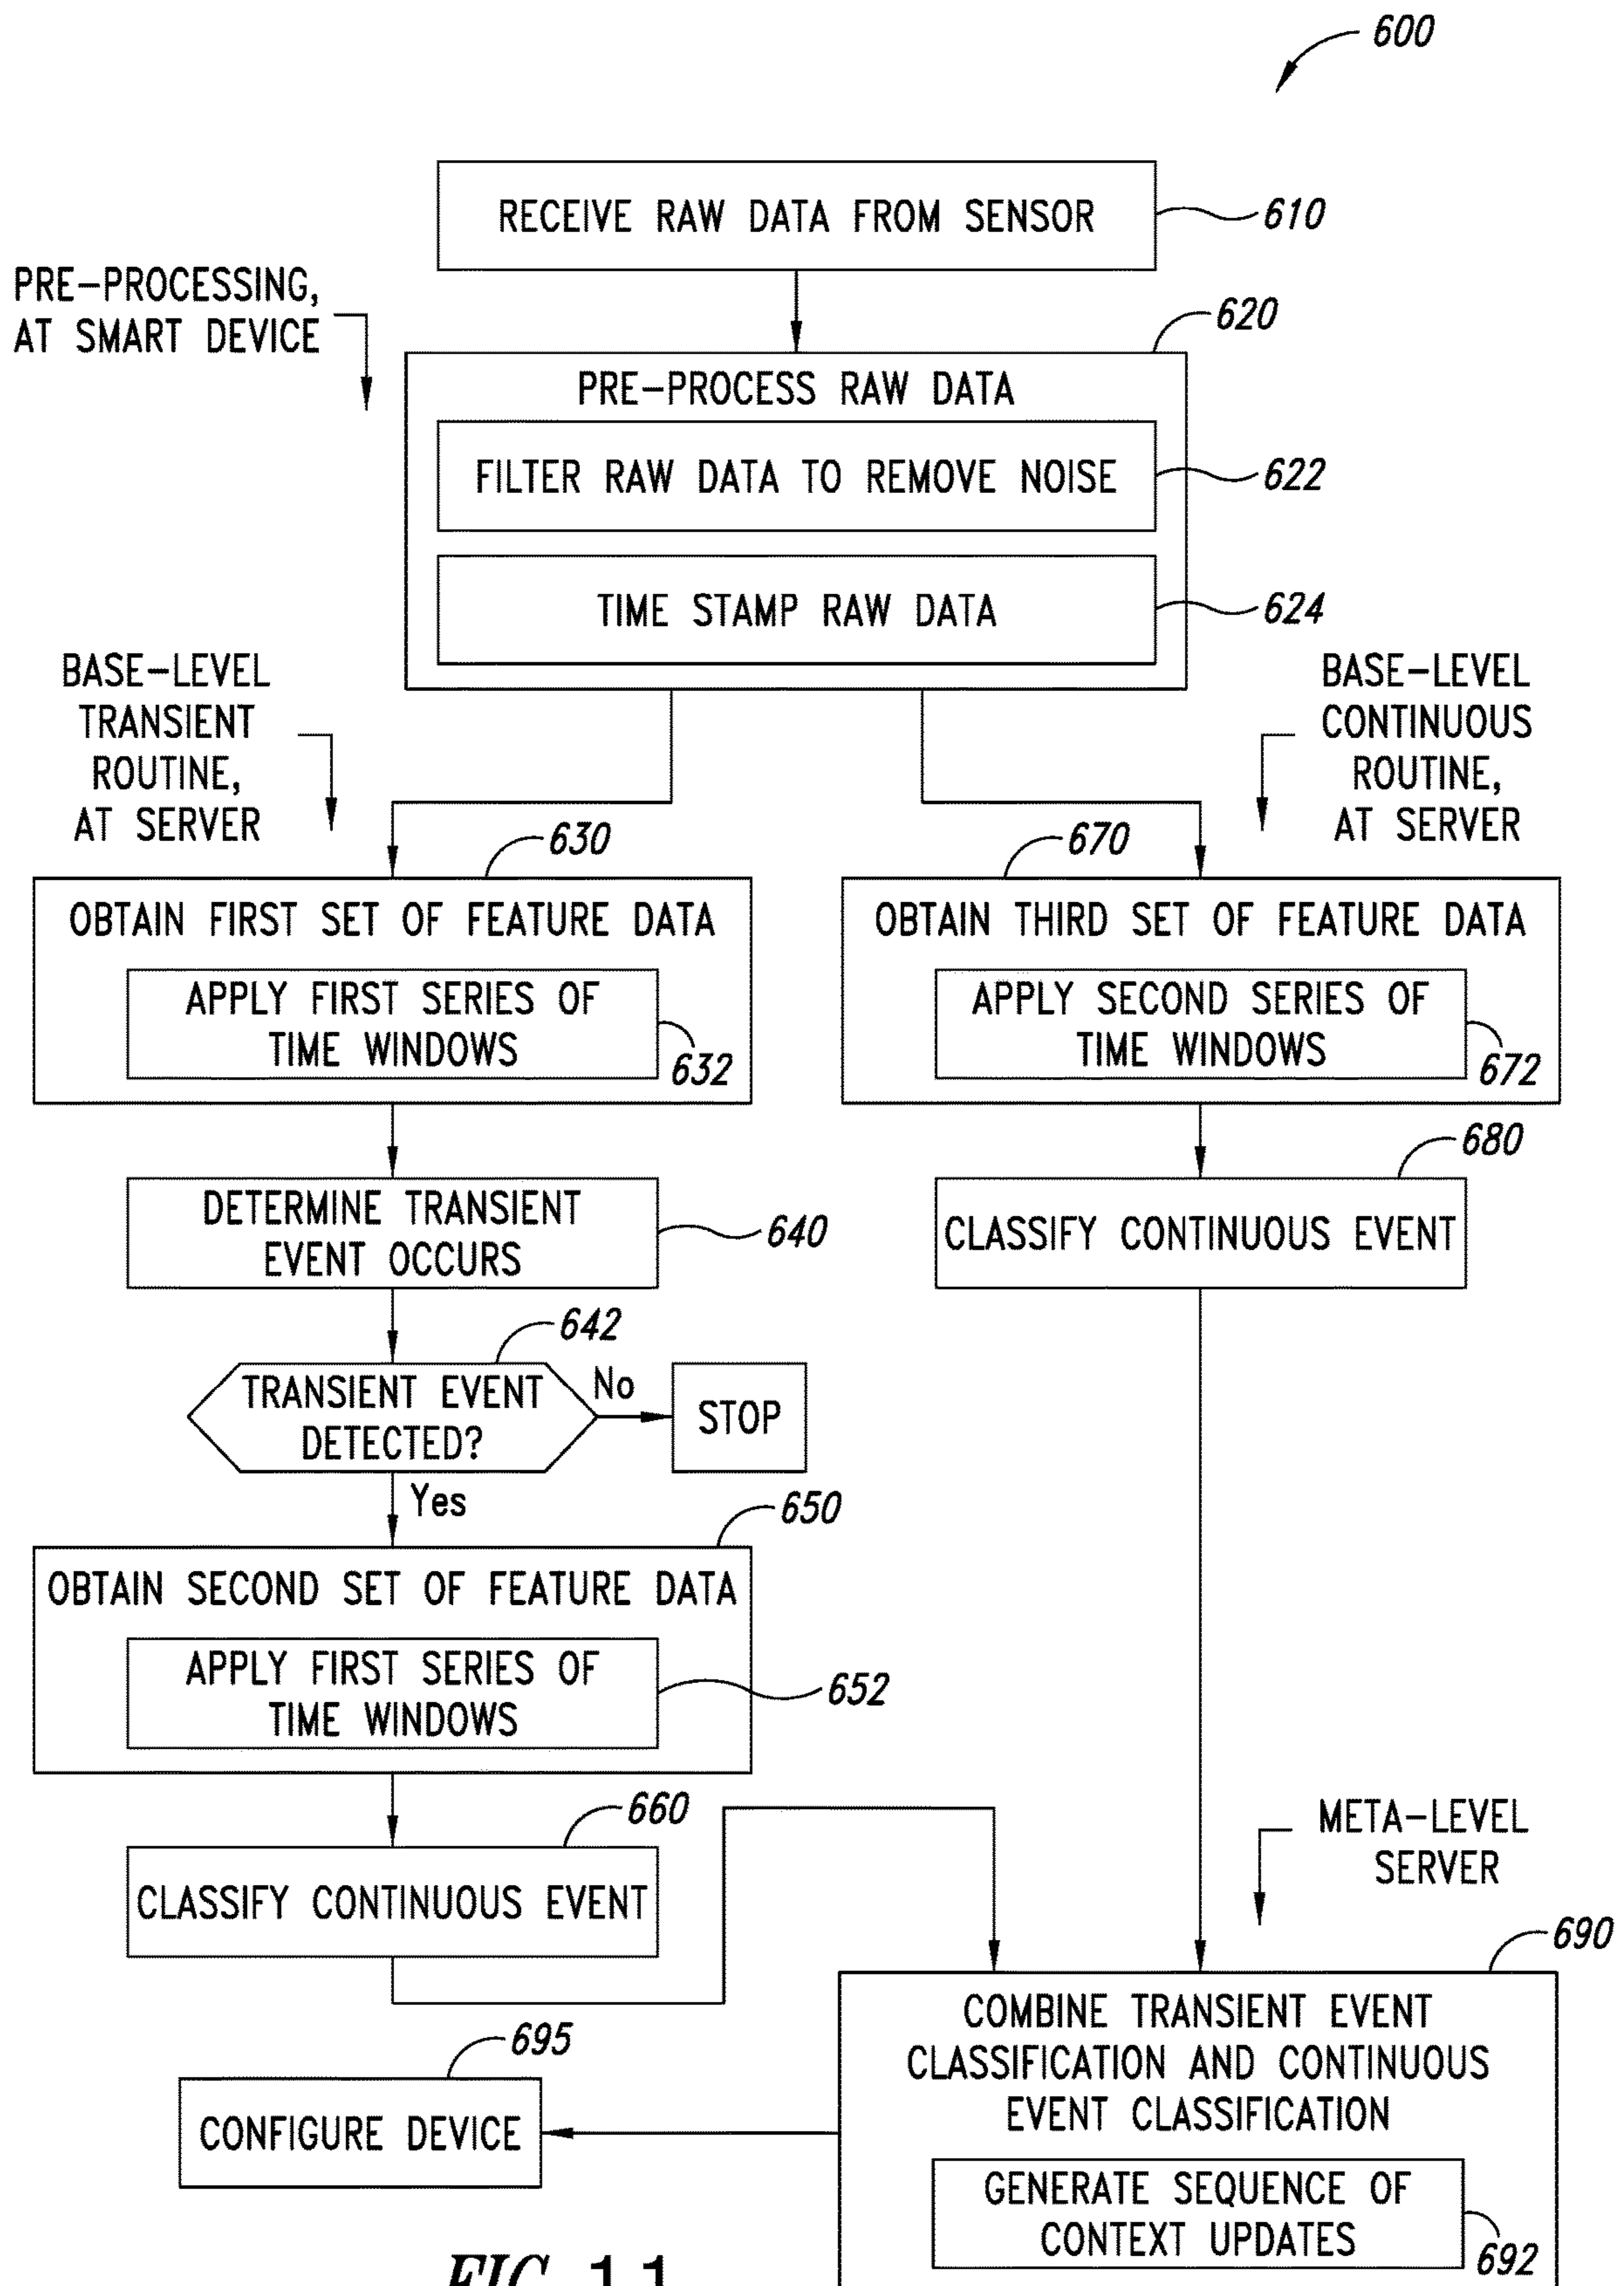 600
RECEIVE RAW DATA FROM SENSOR
610
PRE-PROCESSING,
AT SMART DEVICE
620
PRE-PROCESS RAW DATA
FILTER RAW DATA TO REMOVE NOISE
622
TIME STAMP RAW DATA
624
BASE-LEVEL
TRANSIENT
ROUTINE,
AT SERVER
BASE-LEVEL
CONTINUOUS
ROUTINE,
AT SERVER
630
OBTAIN FIRST SET OF FEATURE DATA
APPLY FIRST SERIES OF
TIME WINDOWS
632
670
OBTAIN THIRD SET OF FEATURE DATA
APPLY SECOND SERIES OF
TIME WINDOWS
672
DETERMINE TRANSIENT
EVENT OCCURS
640
680
CLASSIFY CONTINUOUS EVENT
642
TRANSIENT EVENT
DETECTED?
No
STOP
Yes
650
OBTAIN SECOND SET OF FEATURE DATA
APPLY FIRST SERIES OF
TIME WINDOWS
652
660
CLASSIFY CONTINUOUS EVENT
META-LEVEL
SERVER
690
COMBINE TRANSIENT EVENT
CLASSIFICATION AND CONTINUOUS
EVENT CLASSIFICATION
GENERATE SEQUENCE OF
CONTEXT UPDATES
692
695
CONFIGURE DEVICE
FIG. 11